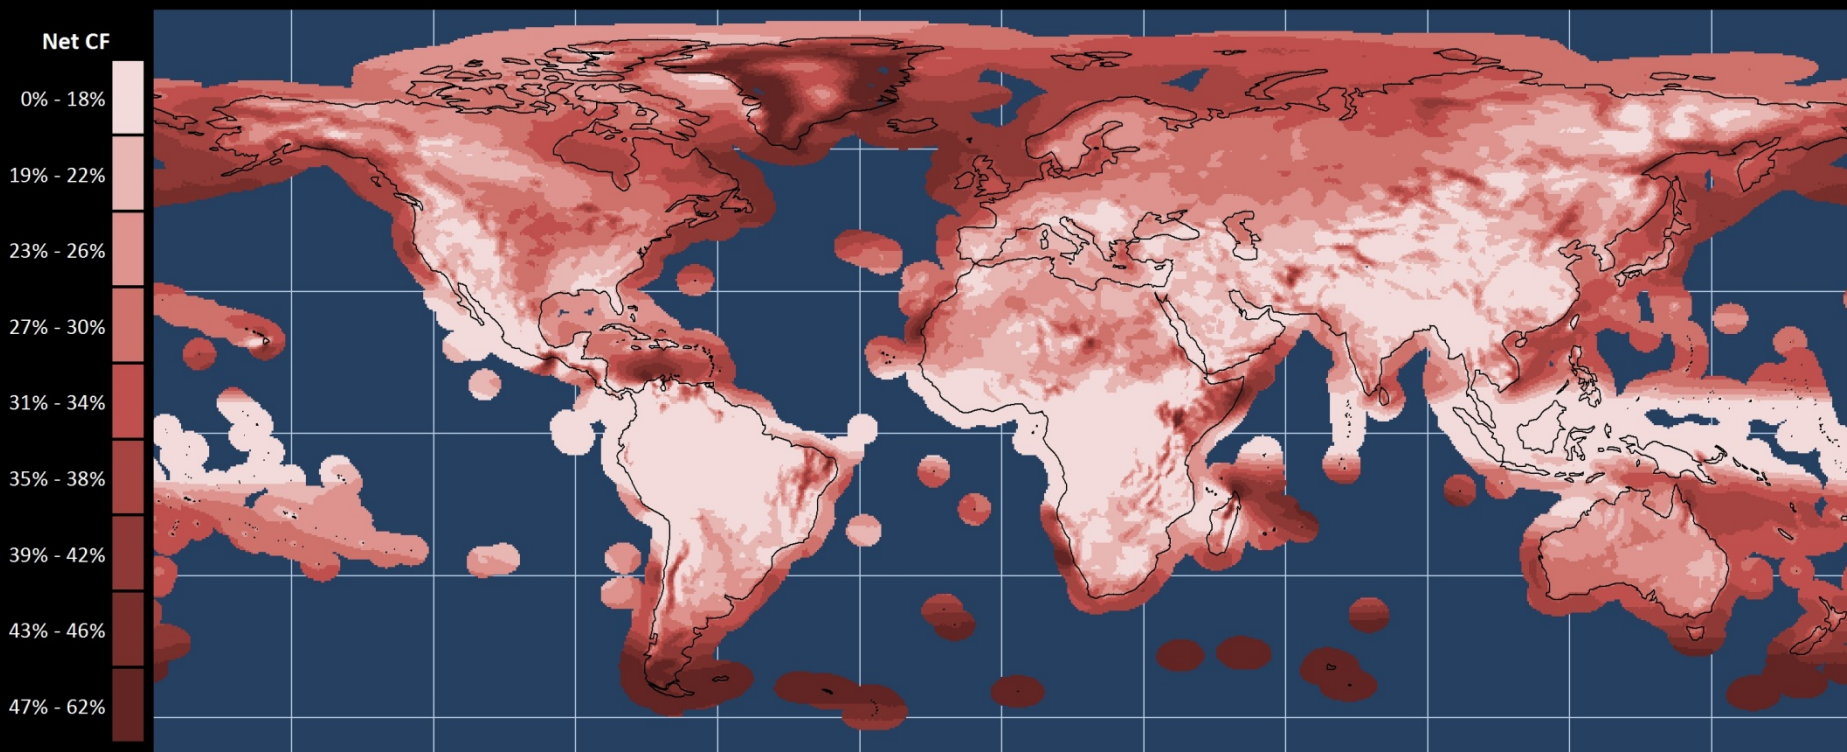 Net CF
0% - 18%
19% - 22%
23% - 26%
27% - 30%
31% - 34%
35% - 38%
39% - 42%
43% - 46%
47% - 62%